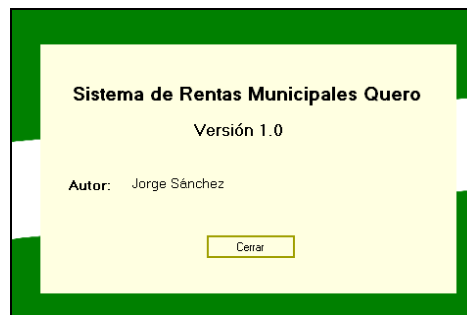 Sistema de Rentas Municipales Quero
Versión 1.0
Autor: Jorge Sánchez
Cerrar